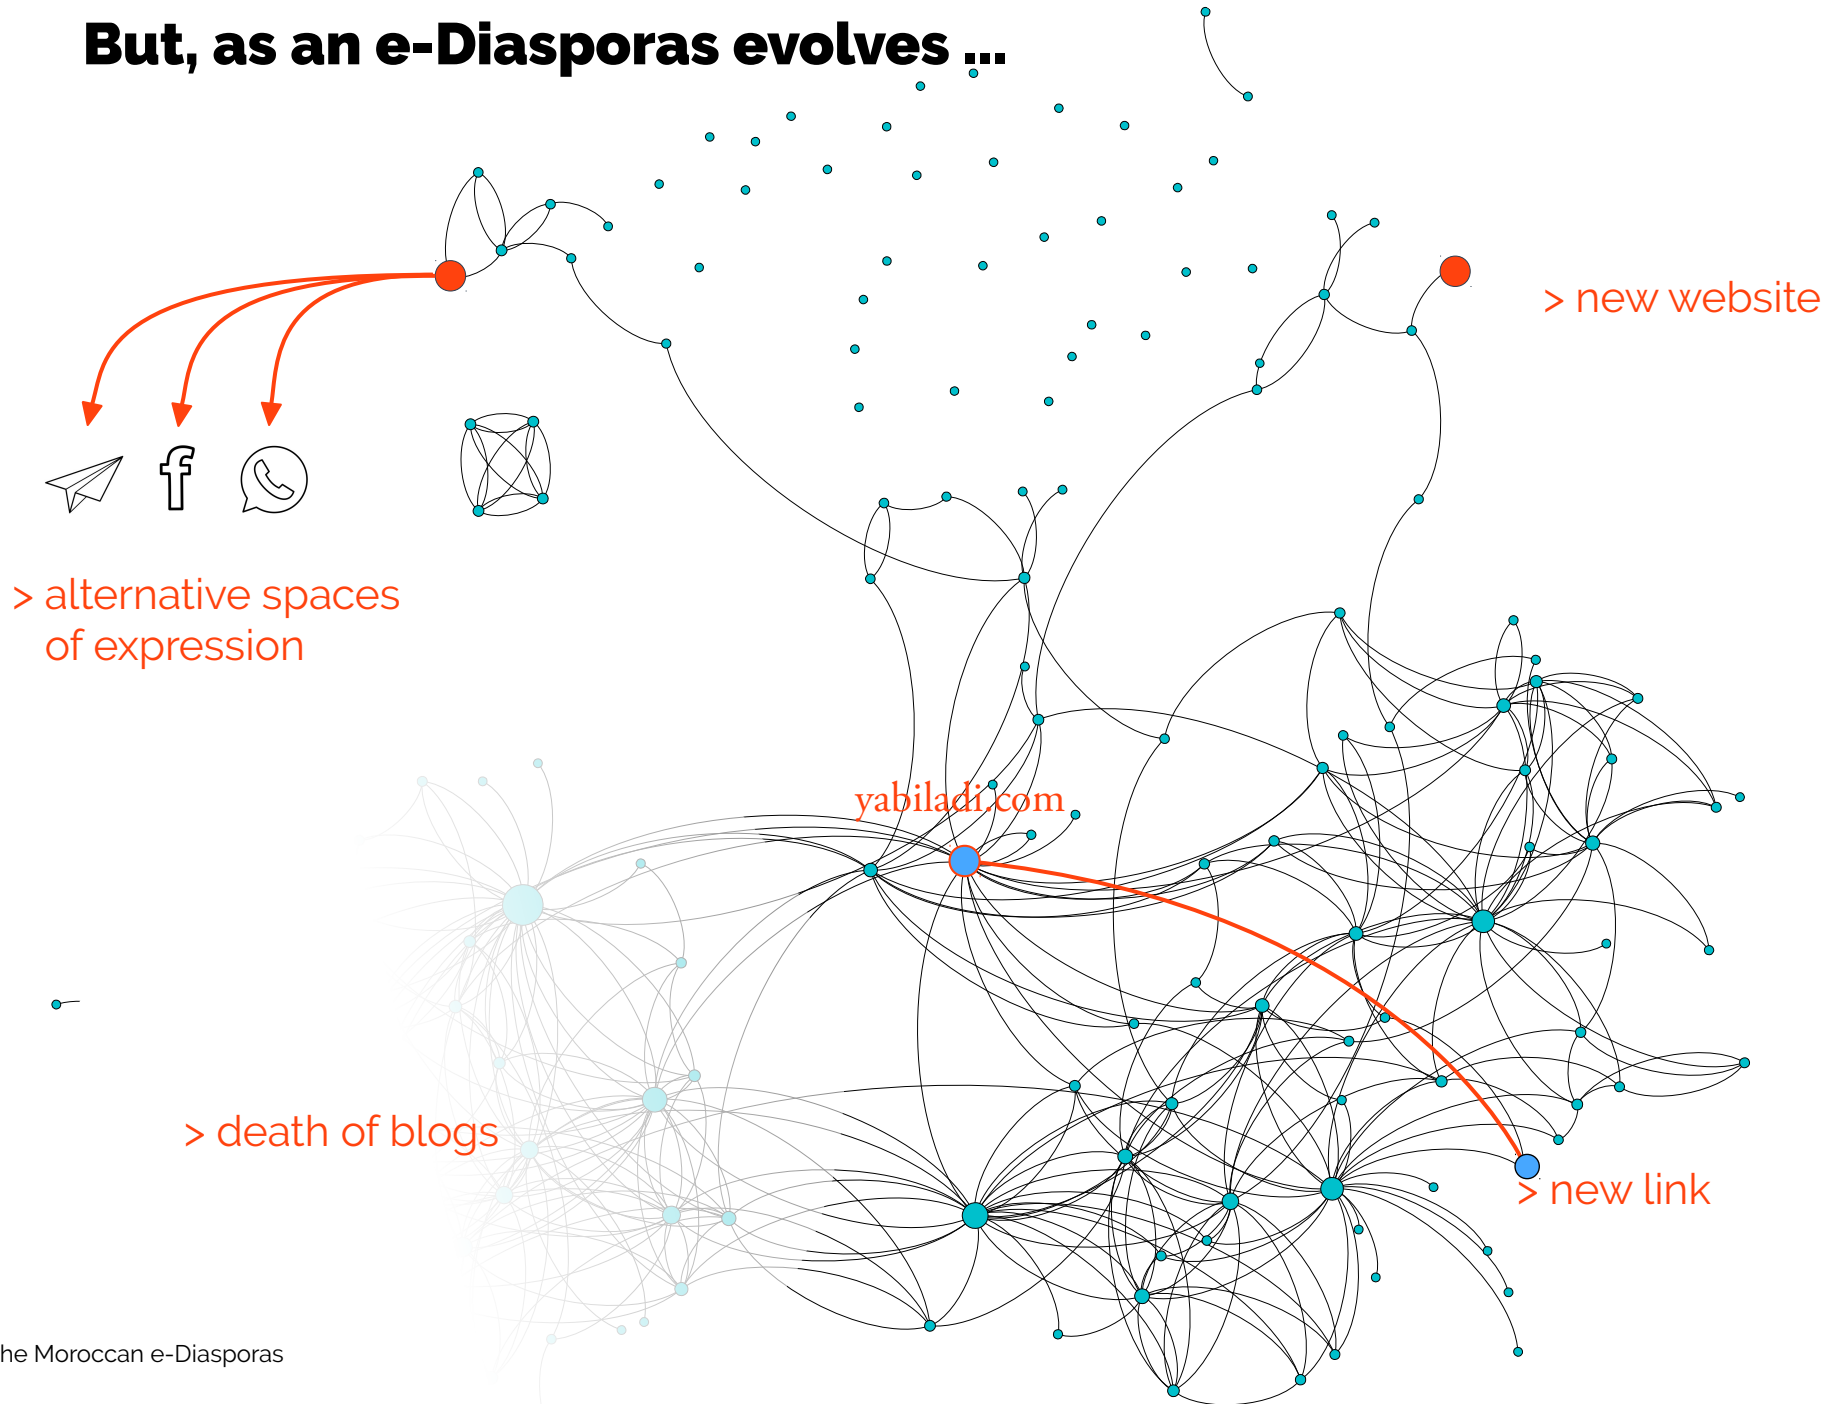 But, as an e-Diasporas evolves ...
> new website
> alternative spaces
of expression
yabiladi.com
> death of blogs
> new link
he Moroccan e-Diasporas